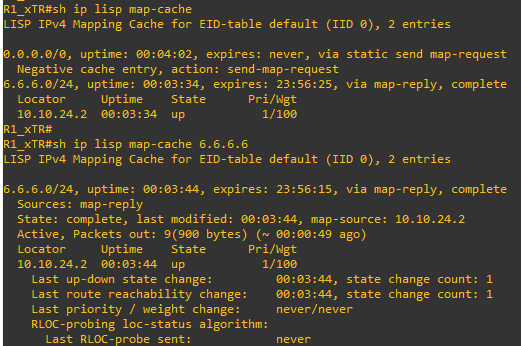 R1_xTR#sh ip lisp map-cache
LISP IPv4 Mapping Cache for EID-table default (IID 0), 2 entries

0.0.0.0/0, uptime: 00:04:02, expires: never, via static send map-request
  Negative cache entry, action: send-map-request
6.6.6.0/24, uptime: 00:03:34, expires: 23:56:25, via map-reply, complete
  Locator     Uptime    State      Pri/Wgt
  10.10.24.2  00:03:34  up           1/100
R1_xTR#
R1_xTR#sh ip lisp map-cache 6.6.6.6
LISP IPv4 Mapping Cache for EID-table default (IID 0), 2 entries

6.6.6.0/24, uptime: 00:03:44, expires: 23:56:15, via map-reply, complete
  Sources: map-reply
  State: complete, last modified: 00:03:44, map-source: 10.10.24.2
  Active, Packets out: 9(900 bytes) (~ 00:00:49 ago)
  Locator     Uptime    State      Pri/Wgt
  10.10.24.2  00:03:44  up           1/100
    Last up-down state change:         00:03:44, state change count: 1
    Last route reachability change:    00:03:44, state change count: 1
    Last priority / weight change:     never/never
    RLOC-probing loc-status algorithm:
      Last RLOC-probe sent:            never